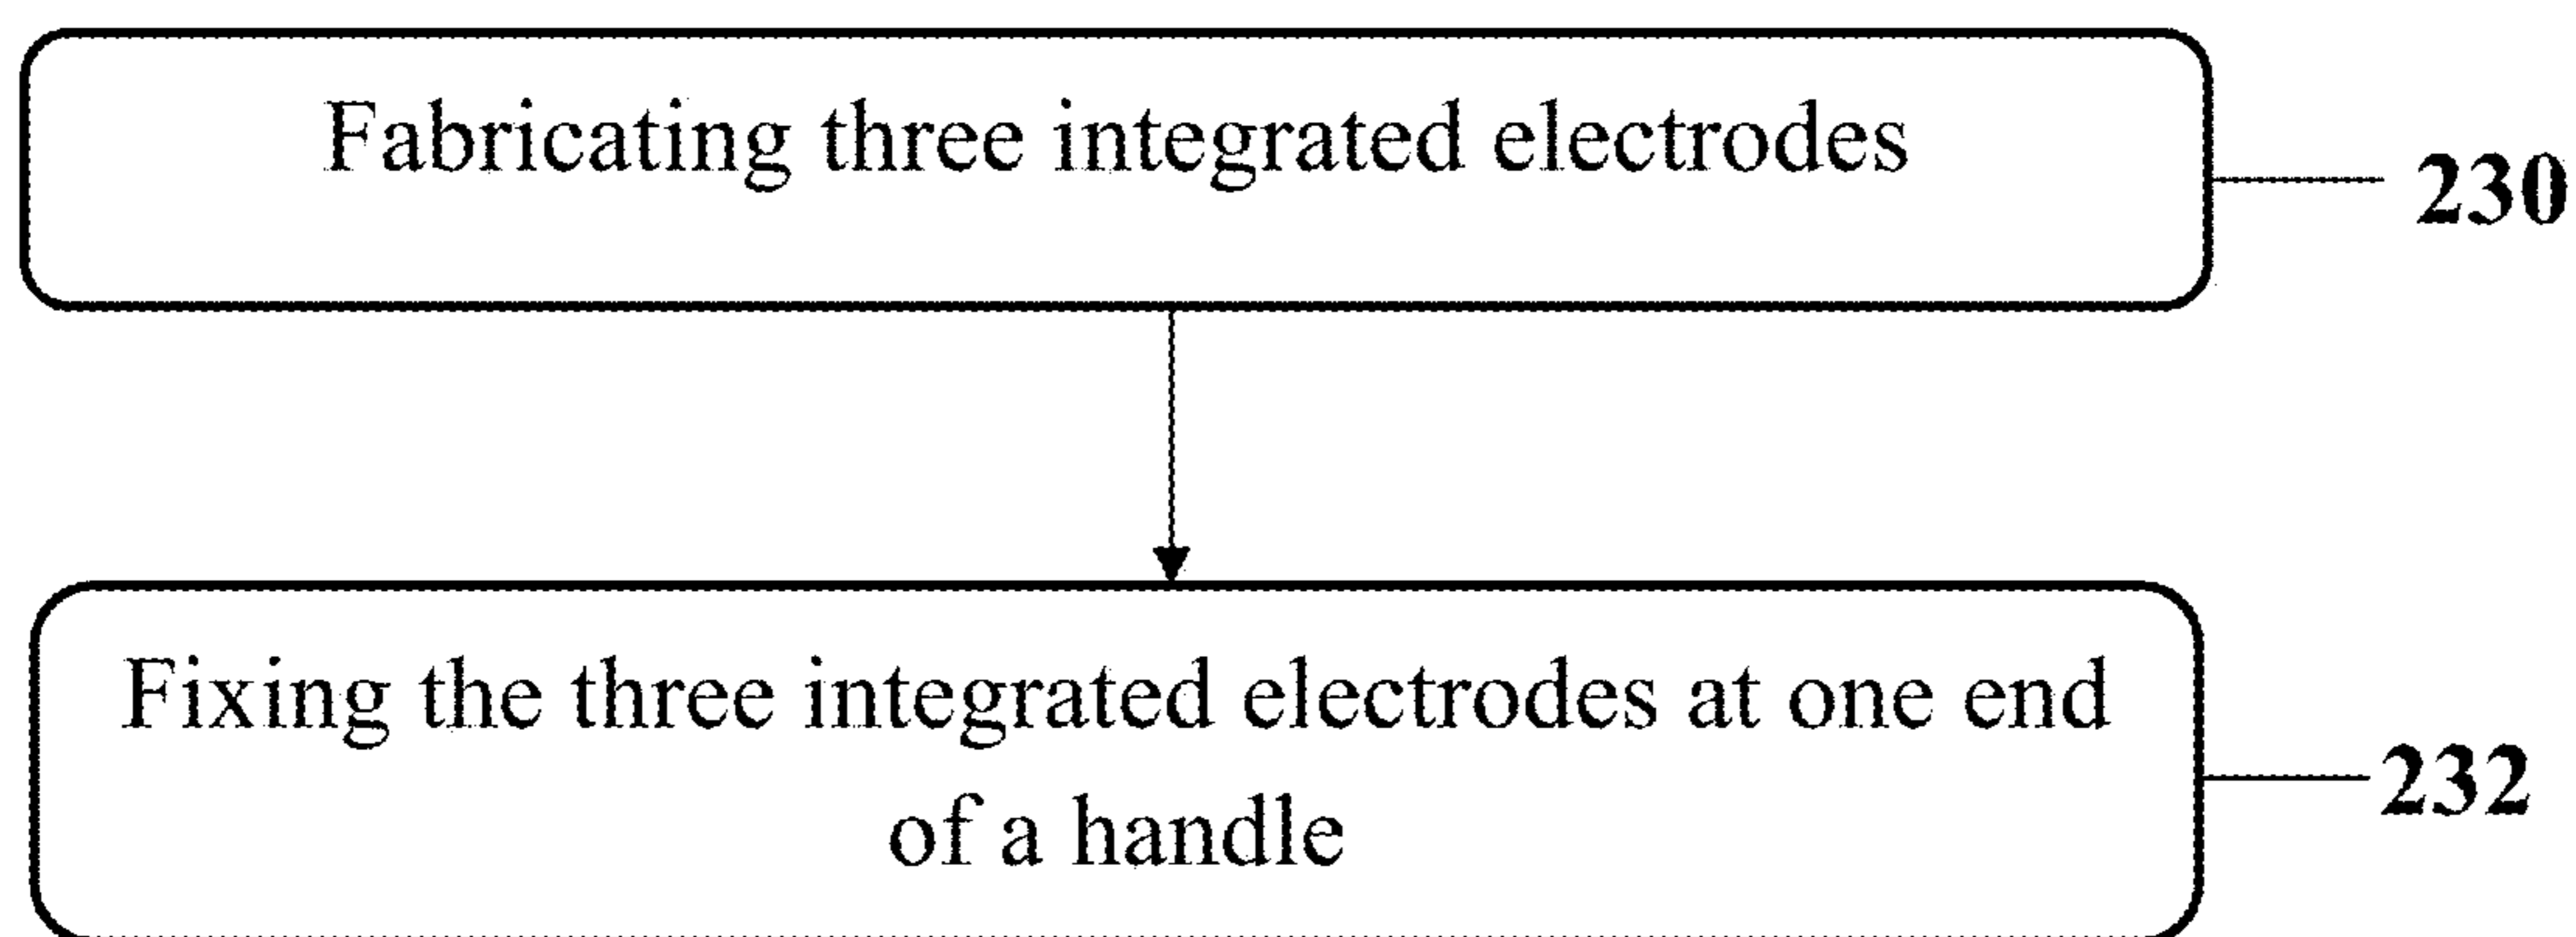 Fabricating three integrated electrodes
230
Fixing the three integrated electrodes at one end
of a handle
232